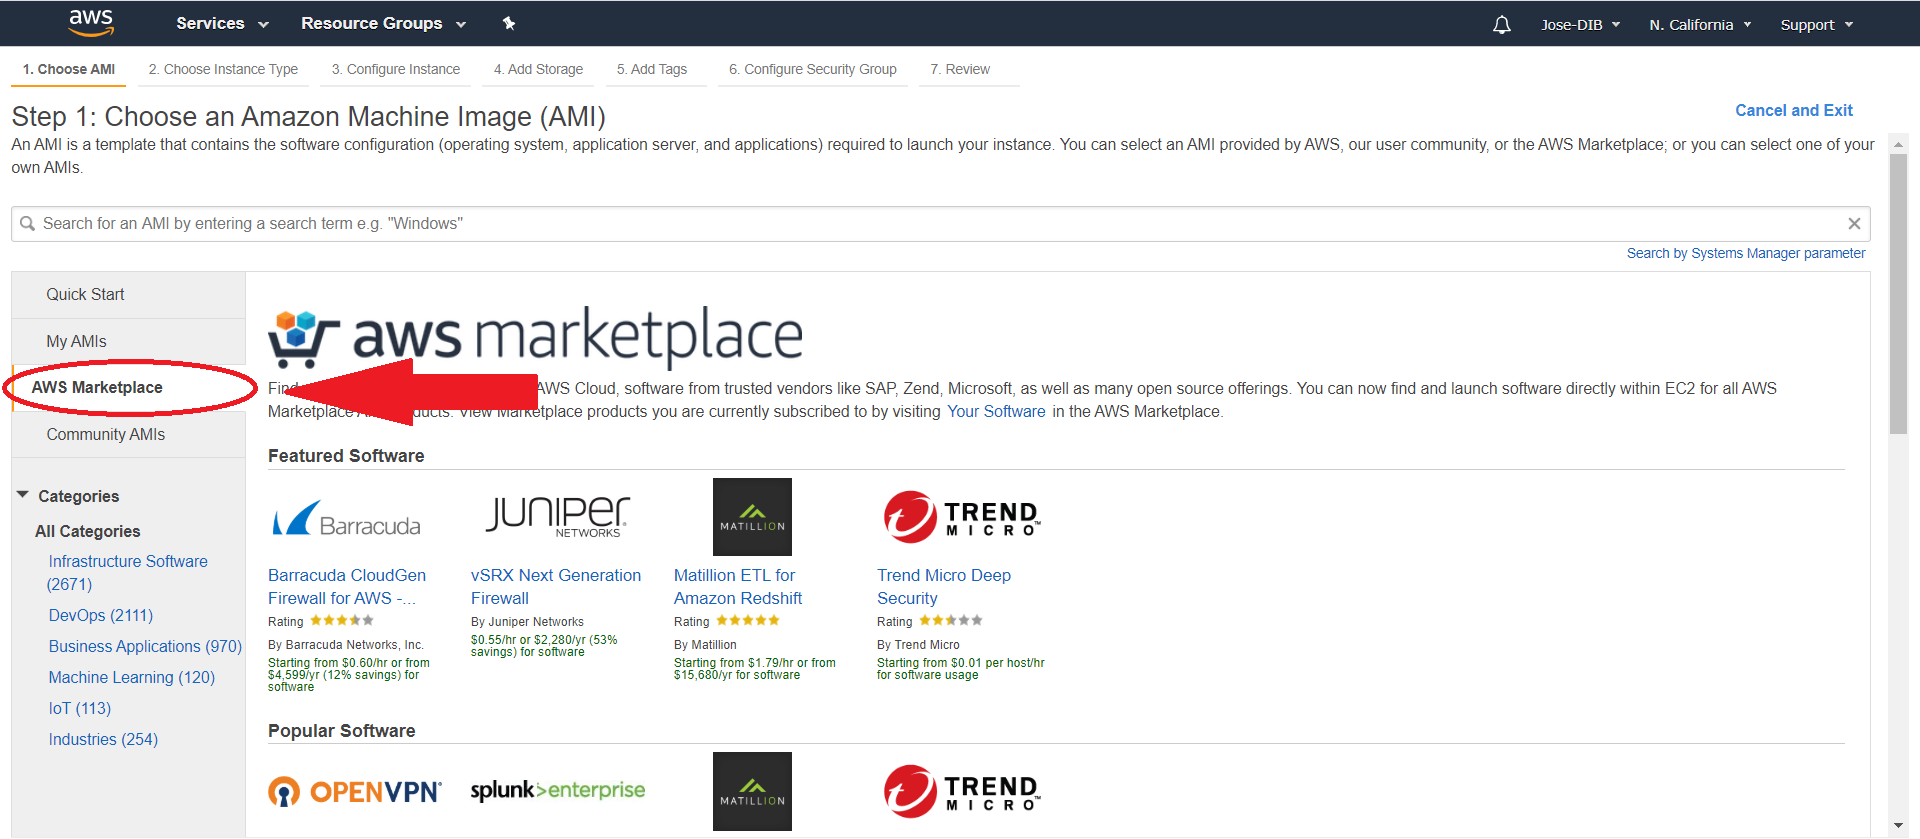 aws Services Resource Groups Jose-DIB N. California Support
1. Choose AMI 2. Choose Instance Type 3. Configure Instance 4. Add Storage 5. Add Tags 6. Configure Security Group 7. Review
Step 1: Choose an Amazon Machine Image (AMI) Cancel and Exit
An AMI is a template that contains the software configuration (operating system, application server, and applications) required to launch your instance. You can select an AMI provided by AWS, our user community, or the AWS Marketplace; or you can select one of your
own AMIs.
Search for an AMI by entering a search term e.g. "Windows"
Search by Systems Manager parameter
Quick Start
My AMIs
AWS Marketplace
Community AMIs
Categories
All Categories
Infrastructure Software
(2671)
DevOps (2111)
Business Applications (970)
Machine Learning (120)
IoT (113)
Industries (254)
aws marketplace
AWS Cloud, software from trusted vendors like SAP, Zend, Microsoft, as well as many open source offerings. You can now find and launch software directly within EC2 for all AWS
Marketplace View Marketplace products you are currently subscribed to by visiting Your Software in the AWS Marketplace.
Featured Software
Barracuda
Barracuda CloudGen
Firewall for AWS -...
Rating
By Barracuda Networks, Inc.
Starting from $0.60/hr or from
$4,599/yr (12% savings) for
software
JUNIPER
NETWORKS
vSRX Next Generation
Firewall
By Juniper Networks
$0.55/hr or $2,280/yr (53%
savings) for software
MATILLION
Matillion ETL for
Amazon Redshift
Rating
By Matillion
Starting from $1.79/hr or from
$15,680/yr for software
TREND
MICRO
Trend Micro Deep
Security
Rating
By Trend Micro
Starting from $0.01 per host/hr
for software usage
Popular Software
OPENVPN
splunk>enterprise
MATILLION
TREND
MICRO